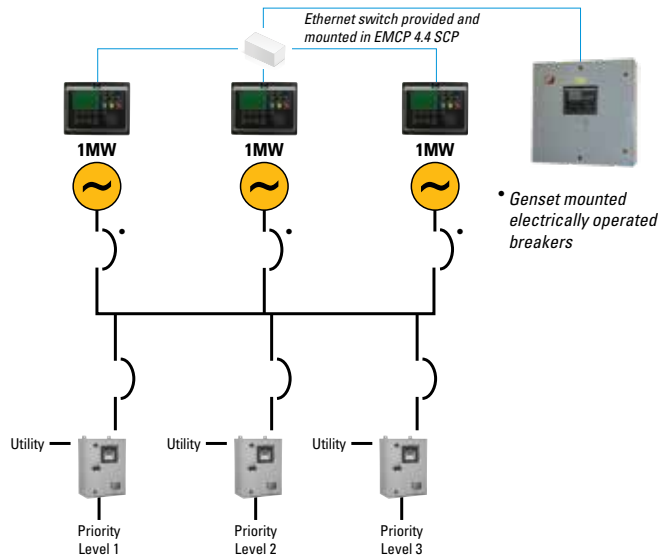 Ethernet switch provided and
mounted in EMCP 4.4 SCP
1MW
1MW
1MW
• Genset mounted
electrically operated
breakers
•
•
•
Utility
Utility
Utility
Priority
Level 1
Priority
Level 2
Priority
Level 3